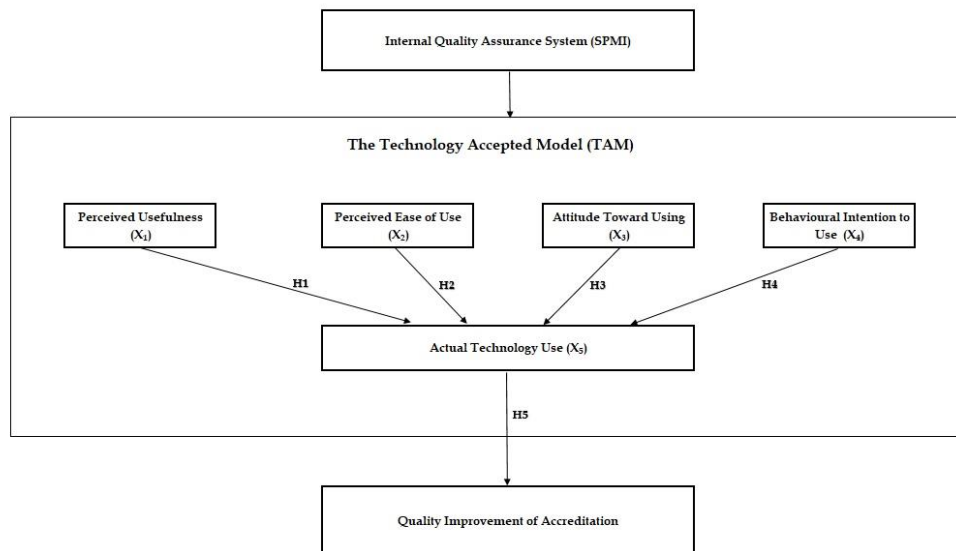 Internal Quality Assurance System (SPMI)
The Technology Accepted Model (TAM)
Perceived Usefulness
(X₁)
Perceived Ease of Use
(X₂)
Attitude Toward Using
(X₃)
Behavioural Intention to
Use (X₄)
H1
H2
H3
H4
Actual Technology Use (X₅)
H5
Quality Improvement of Accreditation